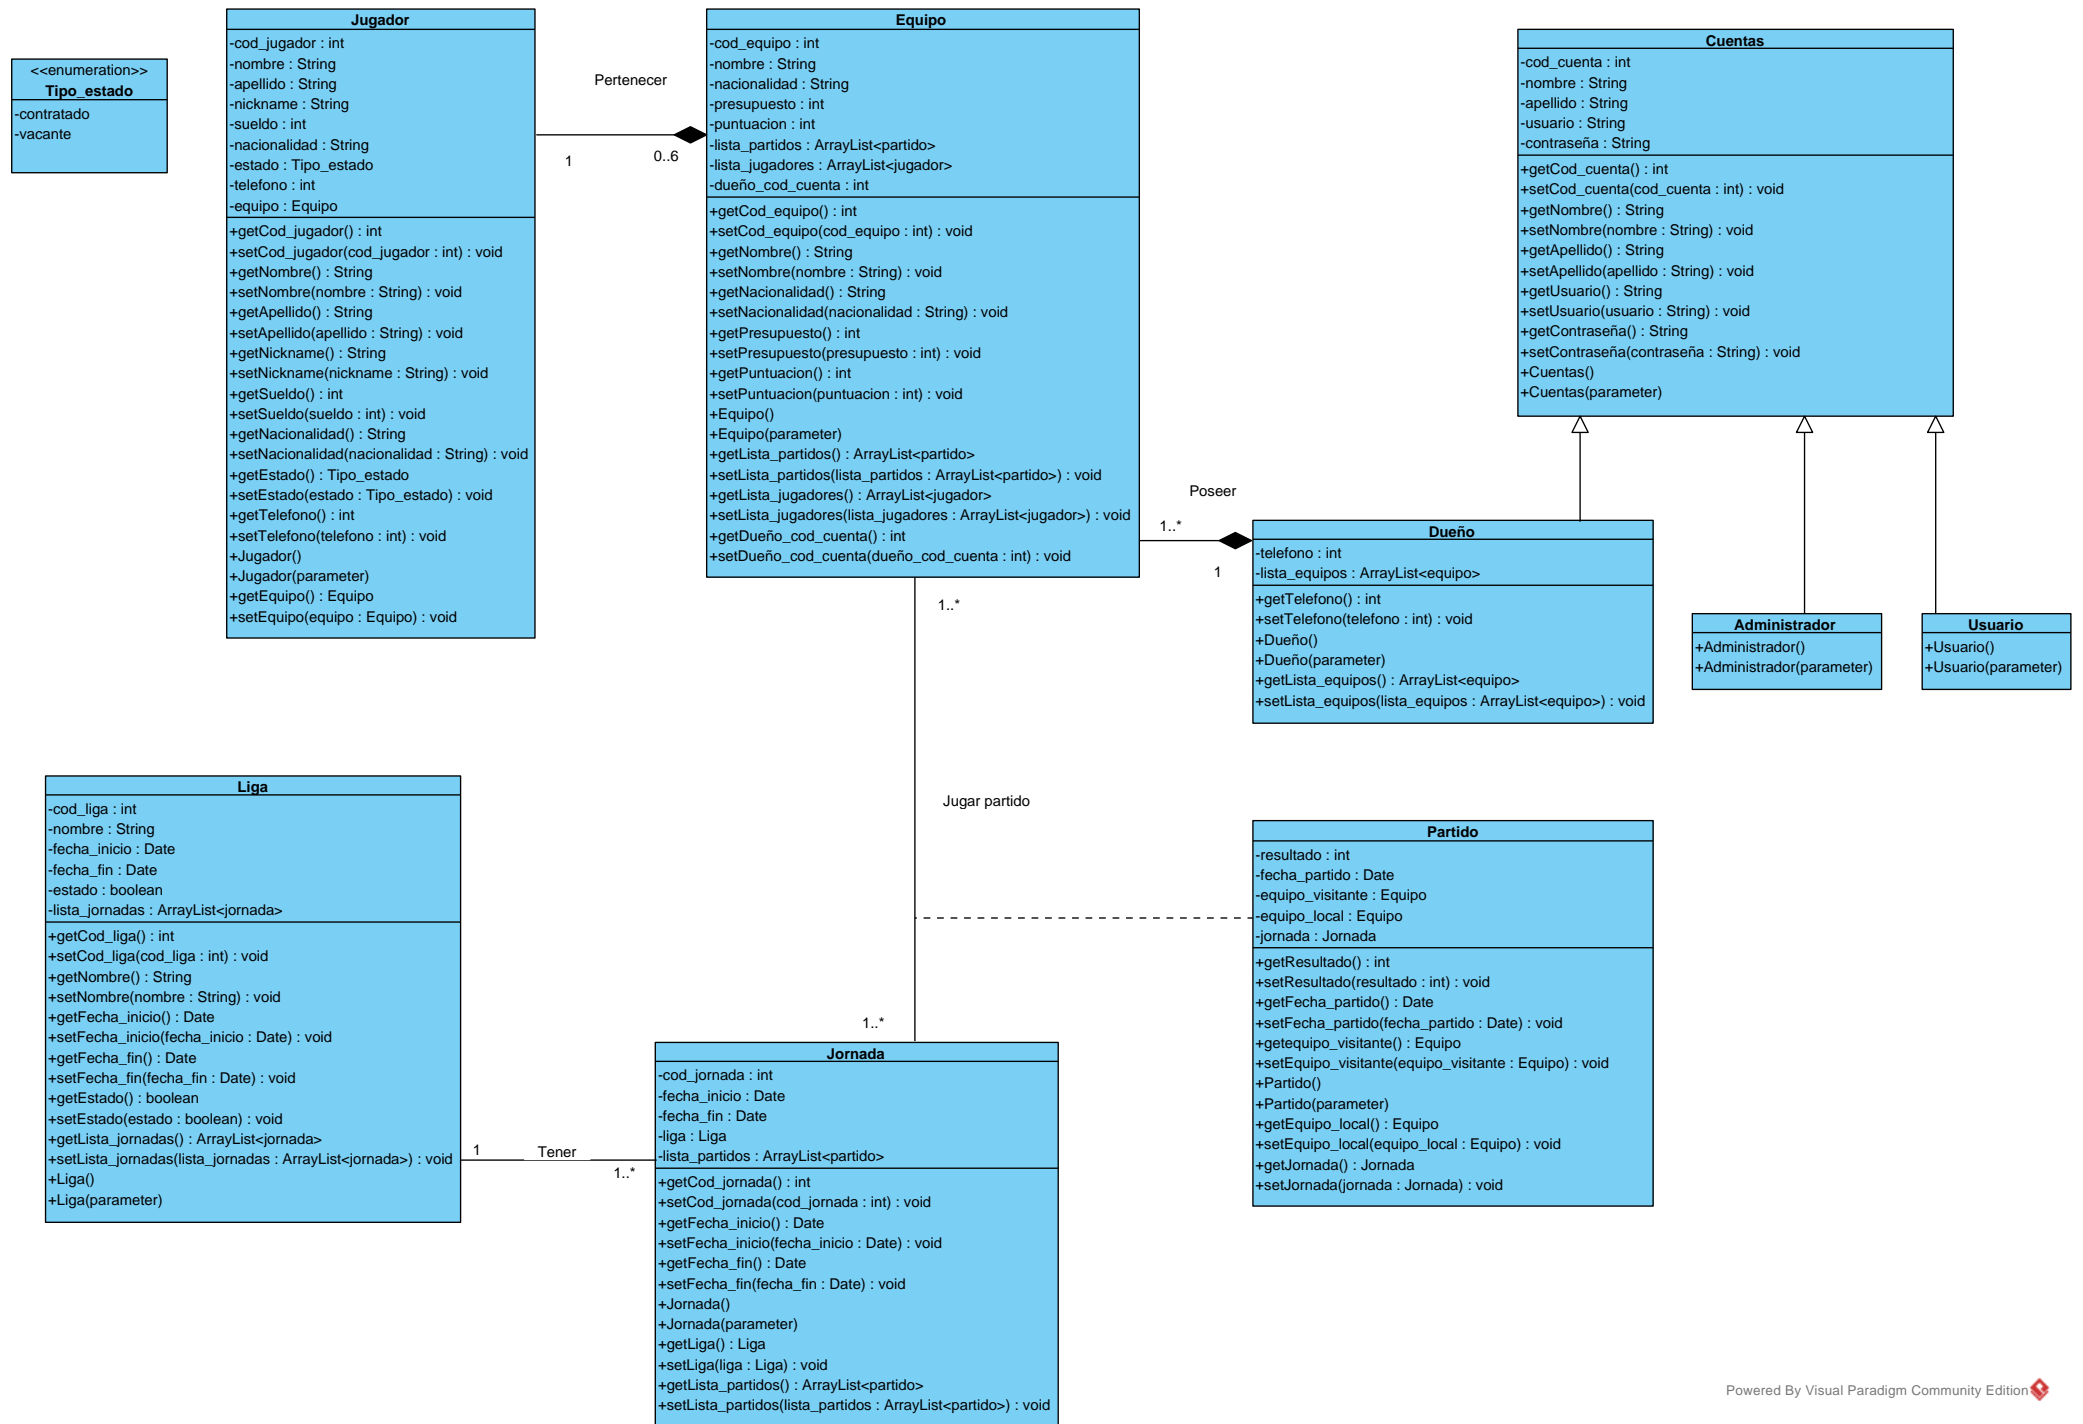 <<enumeration>>
Tipo_estado
-contratado
-vacante
Jugador
-cod_jugador : int
-nombre : String
-apellido : String
-nickname : String
-sueldo : int
-nacionalidad : String
-estado : Tipo_estado
-telefono : int
-equipo : Equipo
+getCod_jugador() : int
+setCod_jugador(cod_jugador : int) : void
+getNombre() : String
+setNombre(nombre : String) : void
+getApellido() : String
+setApellido(apellido : String) : void
+getNickname() : String
+setNickname(nickname : String) : void
+getSueldo() : int
+setSueldo(sueldo : int) : void
+getNacionalidad() : String
+setNacionalidad(nacionalidad : String) : void
+getEstado() : Tipo_estado
+setEstado(estado : Tipo_estado) : void
+getTelefono() : int
+setTelefono(telefono : int) : void
+Jugador()
+Jugador(parameter)
+getEquipo() : Equipo
+setEquipo(equipo : Equipo) : void
Pertenecer
1
0..6
Equipo
-cod_equipo : int
-nombre : String
-nacionalidad : String
-presupuesto : int
-puntuacion : int
-lista_partidos : ArrayList<partido>
-lista_jugadores : ArrayList<jugador>
-dueño_cod_cuenta : int
+getCod_equipo() : int
+setCod_equipo(cod_equipo : int) : void
+getNombre() : String
+setNombre(nombre : String) : void
+getNacionalidad() : String
+setNacionalidad(nacionalidad : String) : void
+getPresupuesto() : int
+setPresupuesto(presupuesto : int) : void
+getPuntuacion() : int
+setPuntuacion(puntuacion : int) : void
+Equipo()
+Equipo(parameter)
+getLista_partidos() : ArrayList<partido>
+setLista_partidos(lista_partidos : ArrayList<partido>) : void
+getLista_jugadores() : ArrayList<jugador>
+setLista_jugadores(lista_jugadores : ArrayList<jugador>) : void
+getDueño_cod_cuenta() : int
+setDueño_cod_cuenta(dueño_cod_cuenta : int) : void
Cuentas
-cod_cuenta : int
-nombre : String
-apellido : String
-usuario : String
-contraseña : String
+getCod_cuenta() : int
+setCod_cuenta(cod_cuenta : int) : void
+getNombre() : String
+setNombre(nombre : String) : void
+getApellido() : String
+setApellido(apellido : String) : void
+getUsuario() : String
+setUsuario(usuario : String) : void
+getContraseña() : String
+setContraseña(contraseña : String) : void
+Cuentas()
+Cuentas(parameter)
Poseer
1..*
1
Dueño
-telefono : int
-lista_equipos : ArrayList<equipo>
+getTelefono() : int
+setTelefono(telefono : int) : void
+Dueño()
+Dueño(parameter)
+getLista_equipos() : ArrayList<equipo>
+setLista_equipos(lista_equipos : ArrayList<equipo>) : void
Administrador
+Administrador()
+Administrador(parameter)
Usuario
+Usuario()
+Usuario(parameter)
1..*
Jugar partido
1..*
Liga
-cod_liga : int
-nombre : String
-fecha_inicio : Date
-fecha_fin : Date
-estado : boolean
-lista_jornadas : ArrayList<jornada>
+getCod_liga() : int
+setCod_liga(cod_liga : int) : void
+getNombre() : String
+setNombre(nombre : String) : void
+getFecha_inicio() : Date
+setFecha_inicio(fecha_inicio : Date) : void
+getFecha_fin() : Date
+setFecha_fin(fecha_fin : Date) : void
+getEstado() : boolean
+setEstado(estado : boolean) : void
+getLista_jornadas() : ArrayList<jornada>
+setLista_jornadas(lista_jornadas : ArrayList<jornada>) : void
+Liga()
+Liga(parameter)
1
Tener
1..*
Jornada
-cod_jornada : int
-fecha_inicio : Date
-fecha_fin : Date
-liga : Liga
-lista_partidos : ArrayList<partido>
+getCod_jornada() : int
+setCod_jornada(cod_jornada : int) : void
+getFecha_inicio() : Date
+setFecha_inicio(fecha_inicio : Date) : void
+getFecha_fin() : Date
+setFecha_fin(fecha_fin : Date) : void
+Jornada()
+Jornada(parameter)
+getLiga() : Liga
+setLiga(liga : Liga) : void
+getLista_partidos() : ArrayList<partido>
+setLista_partidos(lista_partidos : ArrayList<partido>) : void
Partido
-resultado : int
-fecha_partido : Date
-equipo_visitante : Equipo
-equipo_local : Equipo
-jornada : Jornada
+getResultado() : int
+setResultado(resultado : int) : void
+getFecha_partido() : Date
+setFecha_partido(fecha_partido : Date) : void
+getequipo_visitante() : Equipo
+setEquipo_visitante(equipo_visitante : Equipo) : void
+Partido()
+Partido(parameter)
+getEquipo_local() : Equipo
+setEquipo_local(equipo_local : Equipo) : void
+getJornada() : Jornada
+setJornada(jornada : Jornada) : void
Powered By Visual Paradigm Community Edition